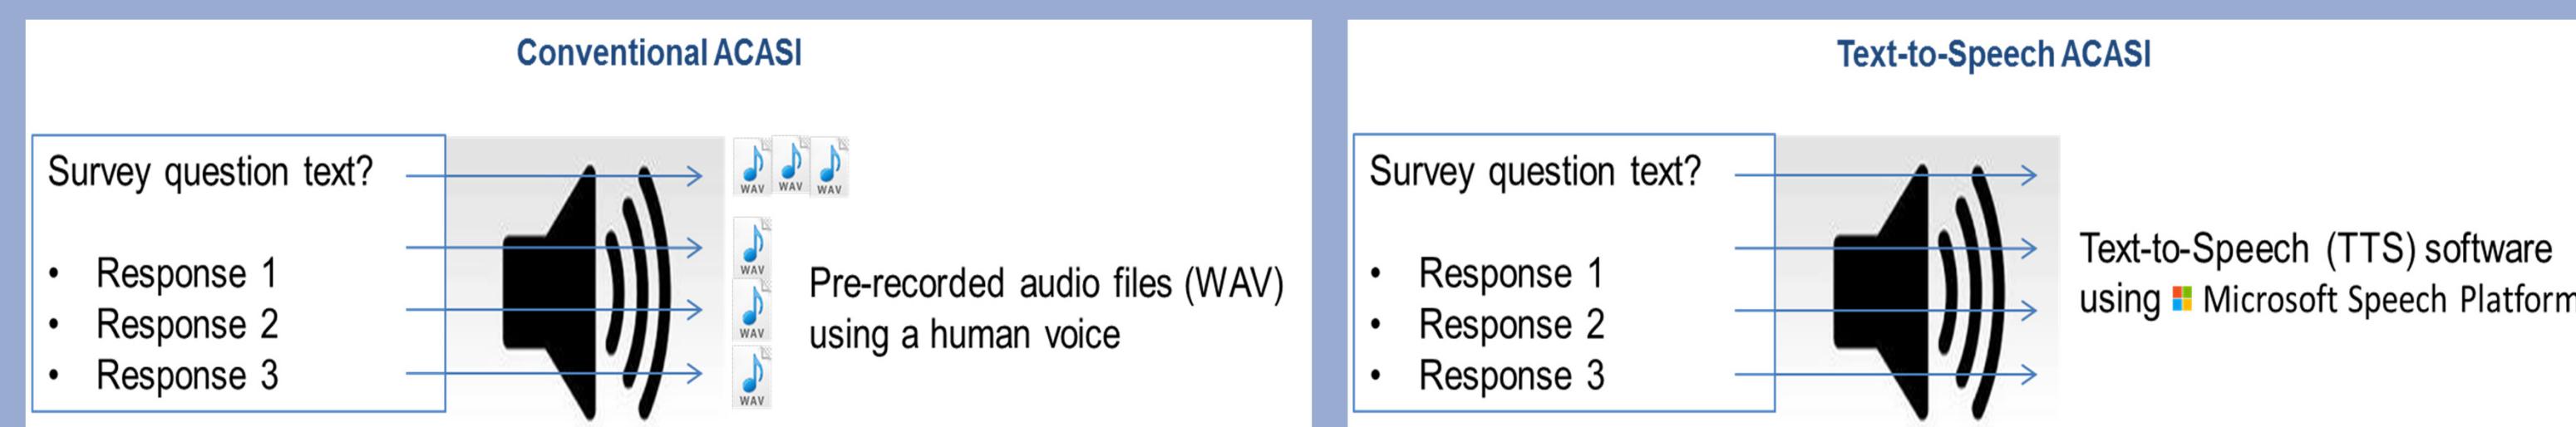 Conventional ACASI
Survey question text?
• Response 1
• Response 2
• Response 3
WAV
WAV
WAV
WAV
WAV
WAV
Pre-recorded audio files (WAV)
using a human voice
Text-to-Speech ACASI
Survey question text?
• Response 1
• Response 2
• Response 3
Text-to-Speech (TTS) software
using Microsoft Speech Platform